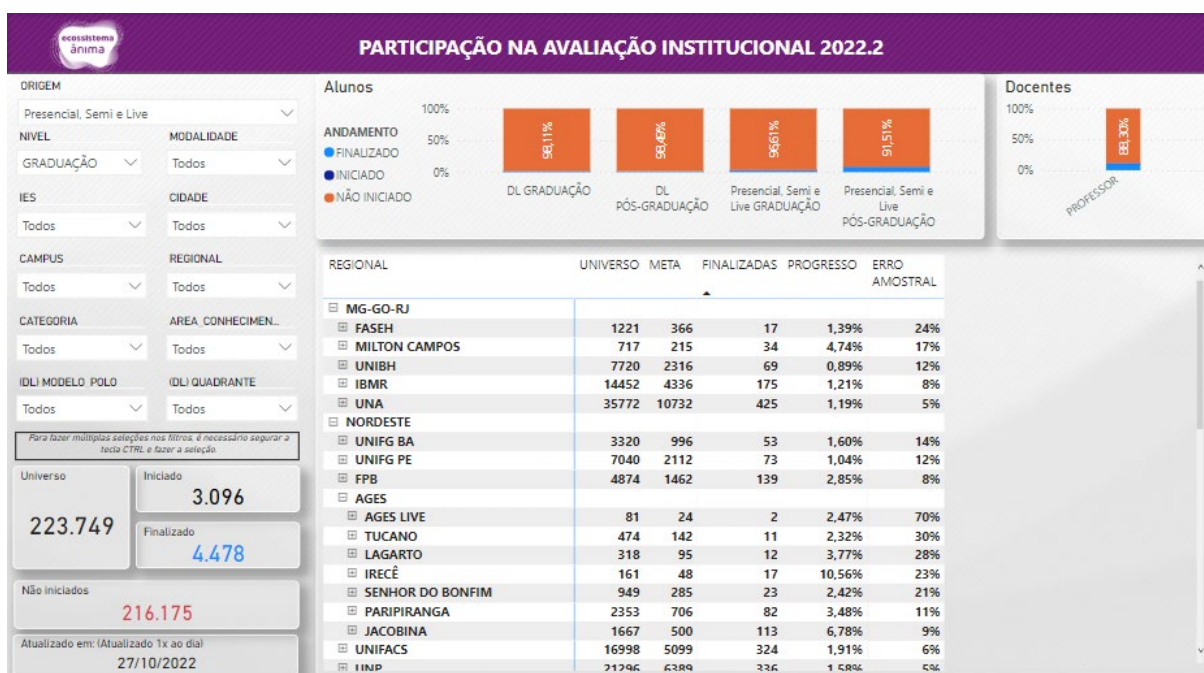 ecossistema
ânima
PARTICIPAÇÃO NA AVALIAÇÃO INSTITUCIONAL 2022.2
ORIGEM
Presencial, Semi e Live
NIVEL MODALIDADE
GRADUAÇÃO Todos
IES CIDADE
Todos Todos
CAMPUS REGIONAL
Todos Todos
CATEGORIA AREA_CONHECIMEN...
Todos Todos
(DL) MODELO_POLO (DL) QUADRANTE
Todos Todos
Para fazer múltiplas seleções nos filtros, é necessário segurar a
tecla CTRL e fazer a seleção.
Universo
223.749
Iniciado
3.096
Finalizado
4.478
Não iniciados
216.175
Atualizado em: (Atualizado 1x ao dia)
27/10/2022
Alunos
ANDAMENTO
FINALIZADO
INICIADO
NÃO INICIADO
100%
50%
0%
98,11% 98,49% 96,61% 91,51%
DL GRADUAÇÃO
DL
PÓS-GRADUAÇÃO
Presencial, Semi e
Live GRADUAÇÃO
Presencial, Semi e
Live
PÓS-GRADUAÇÃO
Docentes
100%
50%
0%
88,30%
PROFESSOR
REGIONAL UNIVERSO META FINALIZADAS PROGRESSO ERRO
AMOSTRAL
MG-GO-RJ
FASEH 1221 366 17 1,39% 24%
MILTON CAMPOS 717 215 34 4,74% 17%
UNIBH 7720 2316 69 0,89% 12%
IBMR 14452 4336 175 1,21% 8%
UNA 35772 10732 425 1,19% 5%
NORDESTE
UNIFG BA 3320 996 53 1,60% 14%
UNIFG PE 7040 2112 73 1,04% 12%
FPB 4874 1462 139 2,85% 8%
AGES
AGES LIVE 81 24 2 2,47% 70%
TUCANO 474 142 11 2,32% 30%
LAGARTO 318 95 12 3,77% 28%
IRECÊ 161 48 17 10,56% 23%
SENHOR DO BONFIM 949 285 23 2,42% 21%
PARIPIRANGA 2353 706 82 3,48% 11%
JACOBINA 1667 500 113 6,78% 9%
UNIFACS 16998 5099 324 1,91% 6%
UNP 21296 6389 336 1,58% 5%